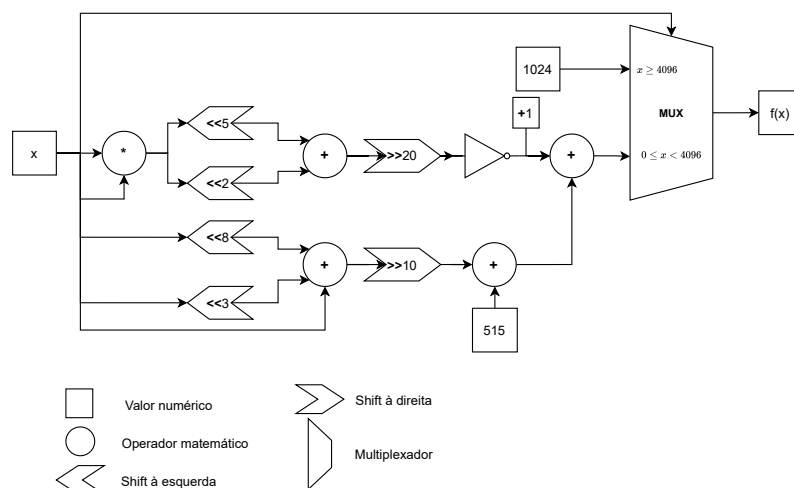 1024
x ≥ 4096
+1
<<5
MUX
f(x)
x
*
+
>>20
+
0 ≤ x < 4096
<<2
<<8
+
>>10
+
<<3
515
Valor numérico
Shift à direita
Operador matemático
Multiplexador
Shift à esquerda